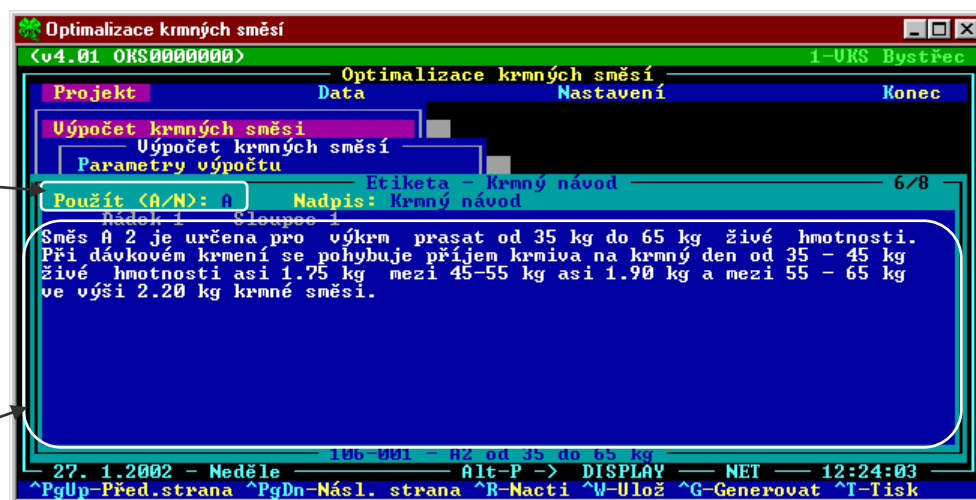 Optimalizace krmných směsí
(v4.01 OKS0000000) 1-VKS Bystřec
Optimalizace krmných směsí
Projekt Data Nastavení Konec
Výpočet krmných směsi
Výpočet krmných směsí
Parametry výpočtu
Etiketa - Krmný návod 6/8
Použít (A/N): A Nadpis: Krmný návod
Řádek 1 Sloupec 1
Směs A 2 je určena pro výkrm prasat od 35 kg do 65 kg živé hmotnosti.
Při dávkovém krmení se pohybuje příjem krmiva na krmný den od 35 - 45 kg
živé hmotnosti asi 1.75 kg mezi 45-55 kg asi 1.90 kg a mezi 55 - 65 kg
ve výši 2.20 kg krmné směsi.
106-001 - A2 od 35 do 65 kg
27. 1.2002 - Neděle Alt-P -> DISPLAY NET 12:24:03
^PgUp-Před.strana ^PgDn-Násl. strana ^R-Nacti ^W-Ulož ^G-Generovat ^T-Tisk